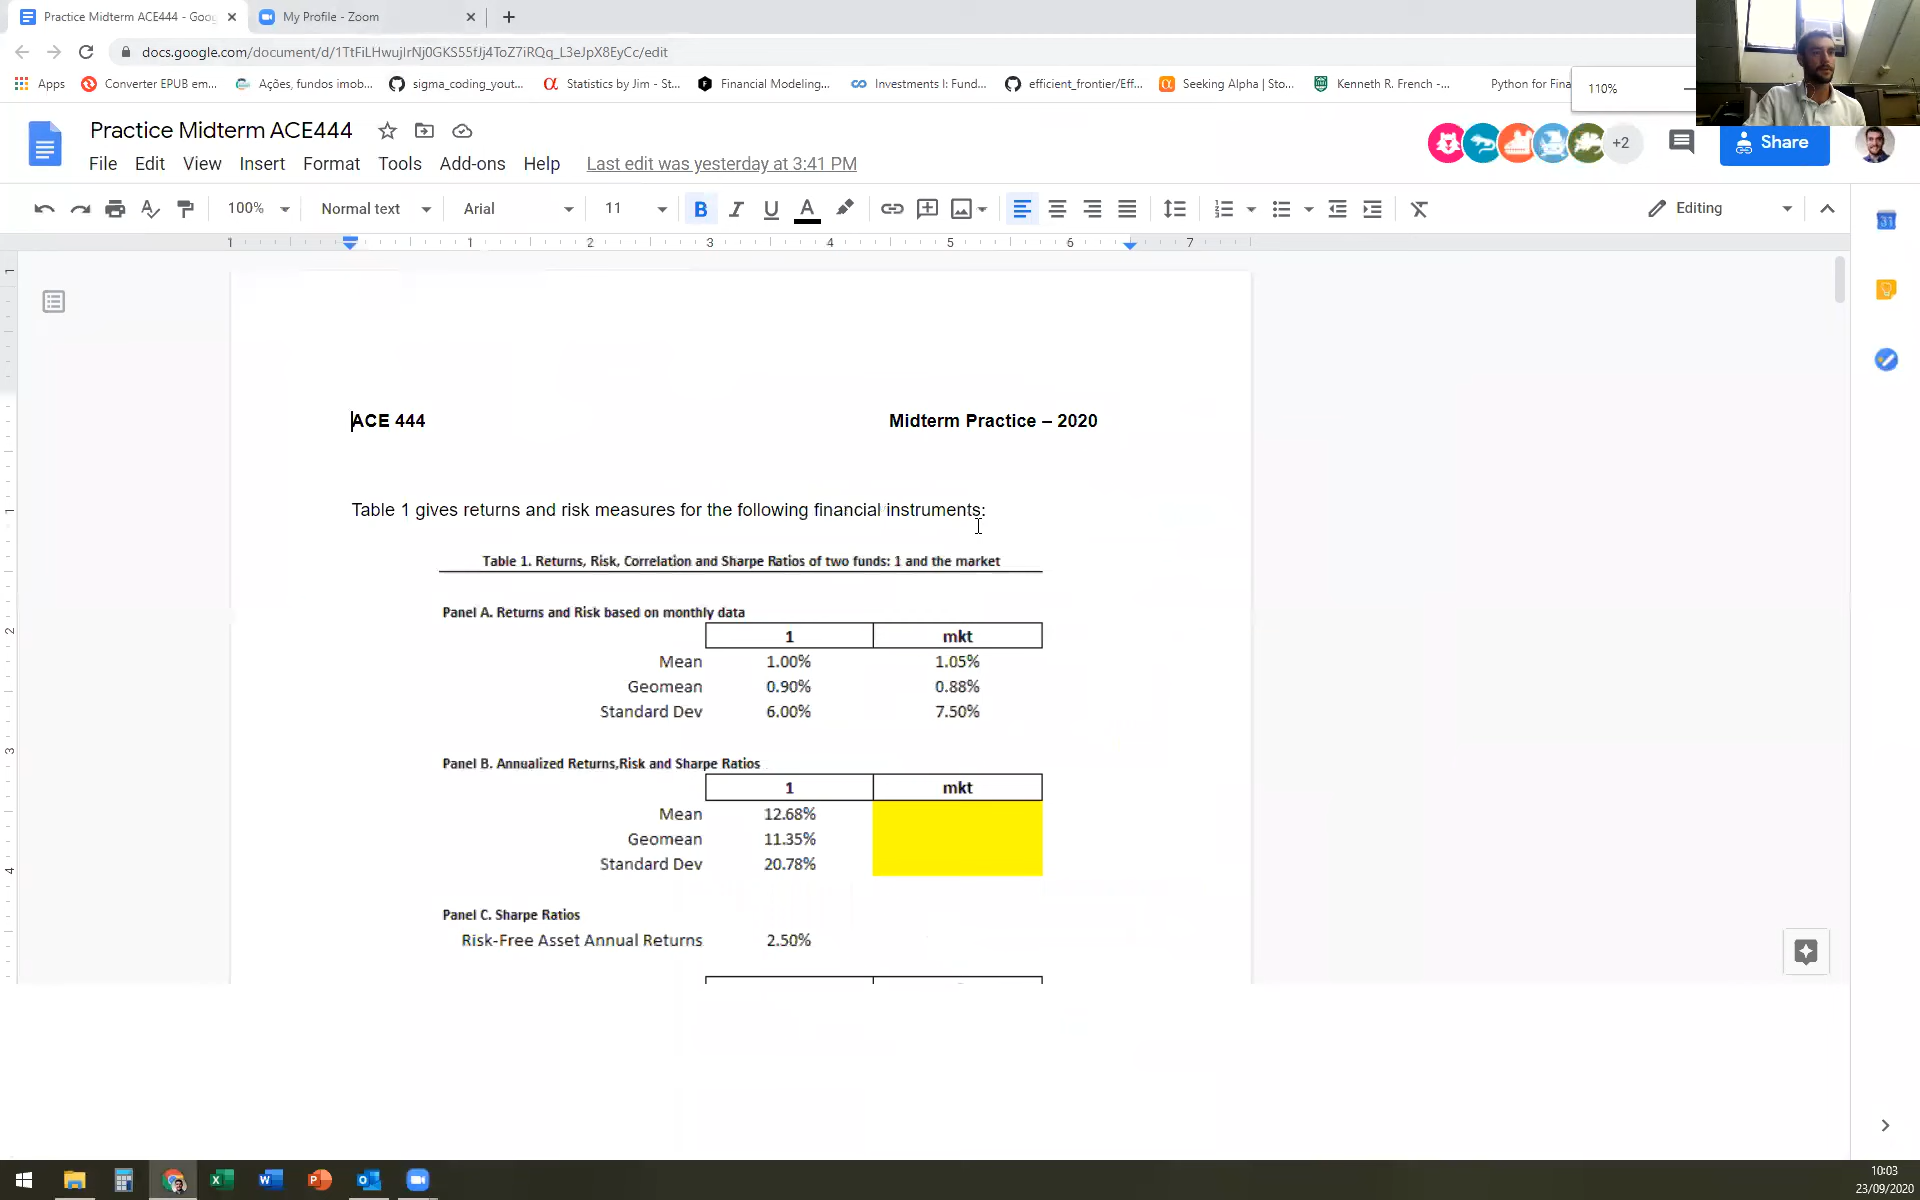 Practice Midterm ACE444 - Goo
My Profile - Zoom
docs.google.com/document/d/1TtFiLHwujIrNj0GKS55fJj4ToZ7iRQq_L3eJpX8EyCc/edit
Apps Converter EPUB em... Ações, fundos imob... sigma_coding_yout... Statistics by Jim - St... Financial Modeling... Investments I: Fund... efficient_frontier/Eff... Seeking Alpha | Sto... Kenneth R. French -... Python for Fina
110%
Practice Midterm ACE444
+2
Share
File Edit View Insert Format Tools Add-ons Help Last edit was yesterday at 3:41 PM
100% Normal text Arial 11 B I U A Editing
1 1 2 3 4 5 6 7
ACE 444 Midterm Practice – 2020
Table 1 gives returns and risk measures for the following financial instruments:
Table 1. Returns, Risk, Correlation and Sharpe Ratios of two funds: 1 and the market
Panel A. Returns and Risk based on monthly data
1 mkt
Mean 1.00% 1.05%
Geomean 0.90% 0.88%
Standard Dev 6.00% 7.50%
Panel B. Annualized Returns,Risk and Sharpe Ratios
1 mkt
Mean 12.68%
Geomean 11.35%
Standard Dev 20.78%
Panel C. Sharpe Ratios
Risk-Free Asset Annual Returns 2.50%
10:03
23/09/2020